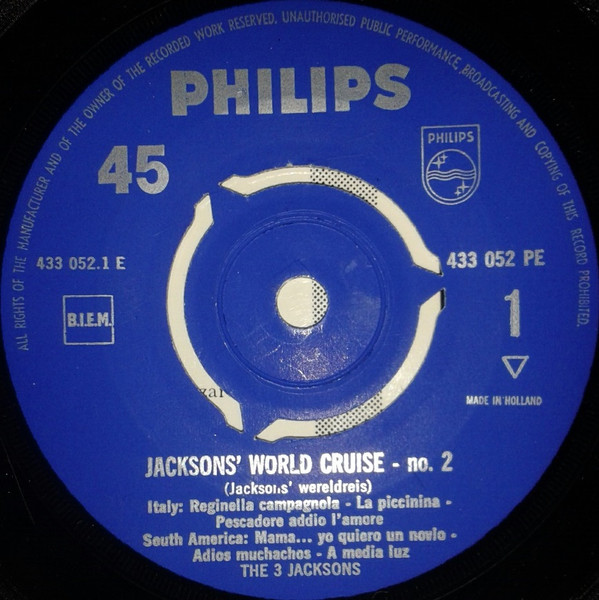 ALL RIGHTS OF THE MANUFACTURER AND OF THE OWNER OF THE RECORDED WORK RESERVED. UNAUTHORISED PUBLIC PERFORMANCE, BROADCASTING AND COPYING OF THIS RECORD PROHIBITED.
PHILIPS
45
PHILIPS
433 052.1 E
433 052 PE
B.I.E.M.
1
MADE IN HOLLAND
zar
JACKSONS' WORLD CRUISE - no. 2
(Jacksons' wereldreis)
Italy: Reginella campagnola - La piccinina -
Pescadore addio l'amore
South America: Mama... yo quiero un novio -
Adios muchachos - A media luz
THE 3 JACKSONS